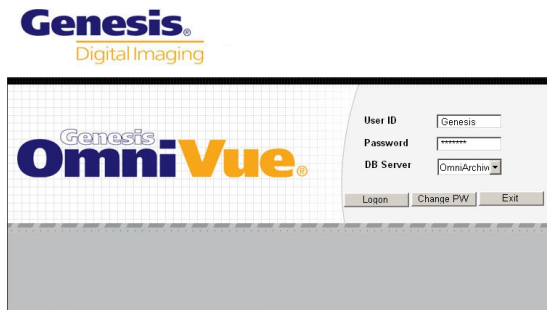 Genesis®
Digital Imaging
Genesis
OmniVue®
User ID Genesis
Password *******
DB Server OmniArchiv
Logon Change PW Exit